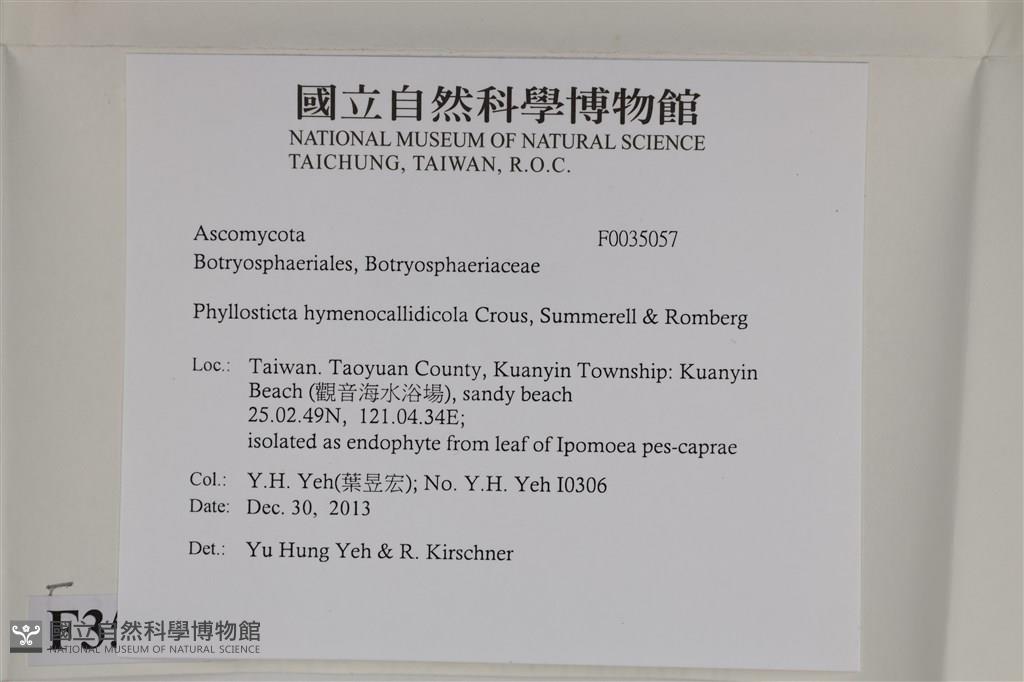 國立自然科學博物館
NATIONAL MUSEUM OF NATURAL SCIENCE
TAICHUNG, TAIWAN, R.O.C.
Ascomycota F0035057
Botryosphaeriales, Botryosphaeriaceae
Phyllosticta hymenocallidicola Crous, Summerell & Romberg
Loc.: Taiwan. Taoyuan County, Kuanyin Township: Kuanyin
Beach (觀音海水浴場), sandy beach
25.02.49N, 121.04.34E;
isolated as endophyte from leaf of Ipomoea pes-caprae
Col.: Y.H. Yeh(葉昱宏); No. Y.H. Yeh I0306
Date: Dec. 30, 2013
Det.: Yu Hung Yeh & R. Kirschner
國立自然科學博物館
NATIONAL MUSEUM OF NATURAL SCIENCE